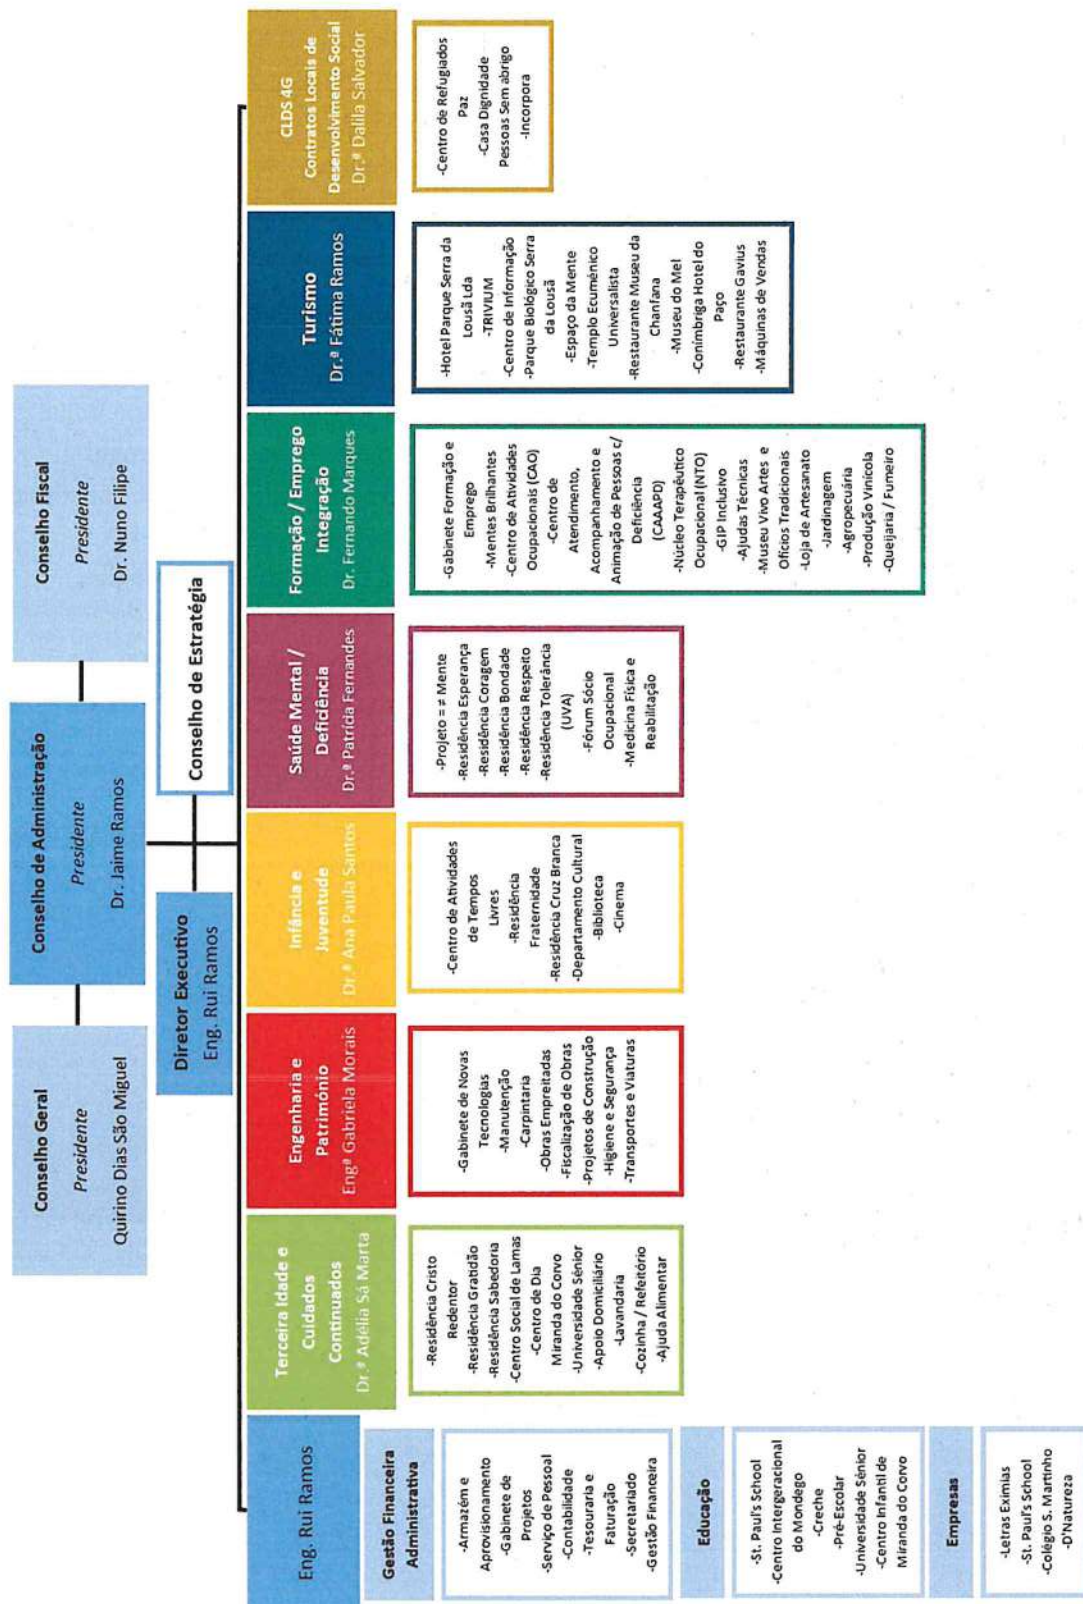 Conselho Geral
Presidente
Quirino Dias São Miguel
Conselho de Administração
Presidente
Dr. Jaime Ramos
Conselho Fiscal
Presidente
Dr. Nuno Filipe
Diretor Executivo
Eng. Rui Ramos
Conselho de Estratégia
Eng. Rui Ramos
Gestão Financeira
Administrativa
-Armazém e
Aprovisionamento
-Gabinete de
Projetos
-Serviço de Pessoal
-Contabilidade
-Tesouraria e
Faturação
-Secretariado
-Gestão Financeira
Educação
-St. Paul's School
-Centro Intergeracional
do Mondego
-Creche
-Pré-Escolar
-Universidade Sénior
-Centro Infantil de
Miranda do Corvo
Empresas
-Letras Exímias
-St. Paul's School
-Colégio S. Martinho
-D'Natureza
Terceira Idade e
Cuidados
Continuados
Dr.ª Adélia Sá Marta
-Residência Cristo
Redentor
-Residência Gratidão
-Residência Sabedoria
-Centro Social de Lamas
-Centro de Dia
Miranda do Corvo
-Universidade Sénior
-Apoio Domiciliário
-Lavandaria
-Cozinha / Refeitório
-Ajuda Alimentar
Engenharia e
Património
Engª Gabriela Morais
-Gabinete de Novas
Tecnologias
-Manutenção
-Carpintaria
-Obras Empreitadas
-Fiscalização de Obras
-Projetos de Construção
-Higiene e Segurança
-Transportes e Viaturas
Infância e
Juventude
Dr.ª Ana Paula Santos
-Centro de Atividades
de Tempos
Livres
-Residência
Fraternidade
-Residência Cruz Branca
-Departamento Cultural
-Biblioteca
-Cinema
Saúde Mental /
Deficiência
Dr.ª Patrícia Fernandes
-Projeto = ≠ Mente
-Residência Esperança
-Residência Coragem
-Residência Bondade
-Residência Respeito
-Residência Tolerância
(UVA)
-Fórum Sócio
Ocupacional
-Medicina Física e
Reabilitação
Formação / Emprego
Integração
Dr. Fernando Marques
-Gabinete Formação e
Emprego
-Mentes Brilhantes
-Centro de Atividades
Ocupacionais (CAO)
-Centro de
Atendimento,
Acompanhamento e
Animação de Pessoas c/
Deficiência
(CAAAPD)
-Núcleo Terapêutico
Ocupacional (NTO)
-GIP Inclusivo
-Ajudas Técnicas
-Museu Vivo Artes e
Ofícios Tradicionais
-Loja de Artesanato
-Jardinagem
-Agropecuária
-Produção Vinícola
-Queijaria / Fumeiro
Turismo
Dr.ª Fátima Ramos
-Hotel Parque Serra da
Lousã Lda
-TRIVIUM
-Centro de Informação
-Parque Biológico Serra
da Lousã
-Espaço da Mente
-Templo Ecuménico
Universalista
-Restaurante Museu da
Chanfana
-Museu do Mel
-Conímbriga Hotel do
Paço
-Restaurante Gavius
-Máquinas de Vendas
CLDS 4G
Contratos Locais de
Desenvolvimento Social
Dr.ª Dalila Salvador
-Centro de Refugiados
Paz
-Casa Dignidade
Pessoas Sem abrigo
-Incorpora